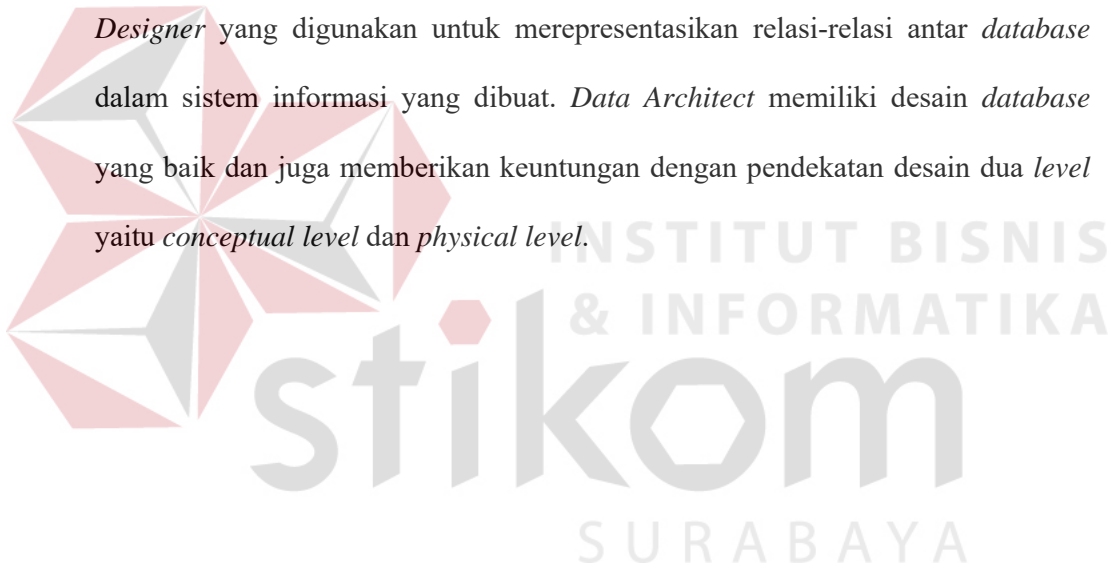 Designer yang digunakan untuk merepresentasikan relasi-relasi antar database
dalam sistem informasi yang dibuat. Data Architect memiliki desain database
yang baik dan juga memberikan keuntungan dengan pendekatan desain dua level
yaitu conceptual level dan physical level.
INSTITUT BISNIS
& INFORMATIKA
stikom
SURABAYA